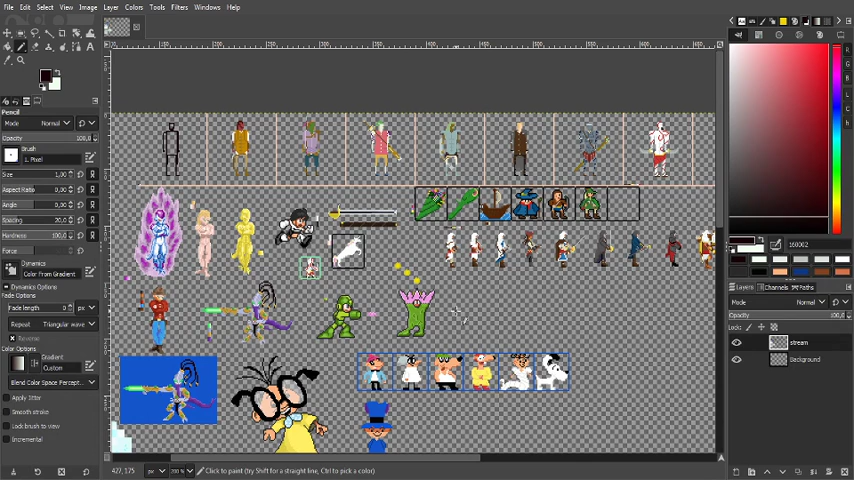 File Edit Select View Image Layer Colors Tools Filters Windows Help
Pencil
Mode Normal
Opacity 100,0
Brush
1. Pixel
Size 1,00
Aspect Ratio 0,00
Angle 0,00
Spacing 20,0
Hardness 100,0
Force
Dynamics
Color From Gradient
Dynamics Options
Fade Options
Fade length 0 px
Repeat Triangular wave
Reverse
Color Options
Gradient
Custom
Blend Color Space Percept...
Apply Jitter
Smooth stroke
Lock brush to view
Incremental
427, 175 px 200 % Click to paint (try Shift for a straight line, Ctrl to pick a color)
R
G
B
L
C
h
160002
Layers Channels Paths
Mode Normal
Opacity 100,0
Lock:
stream
Background